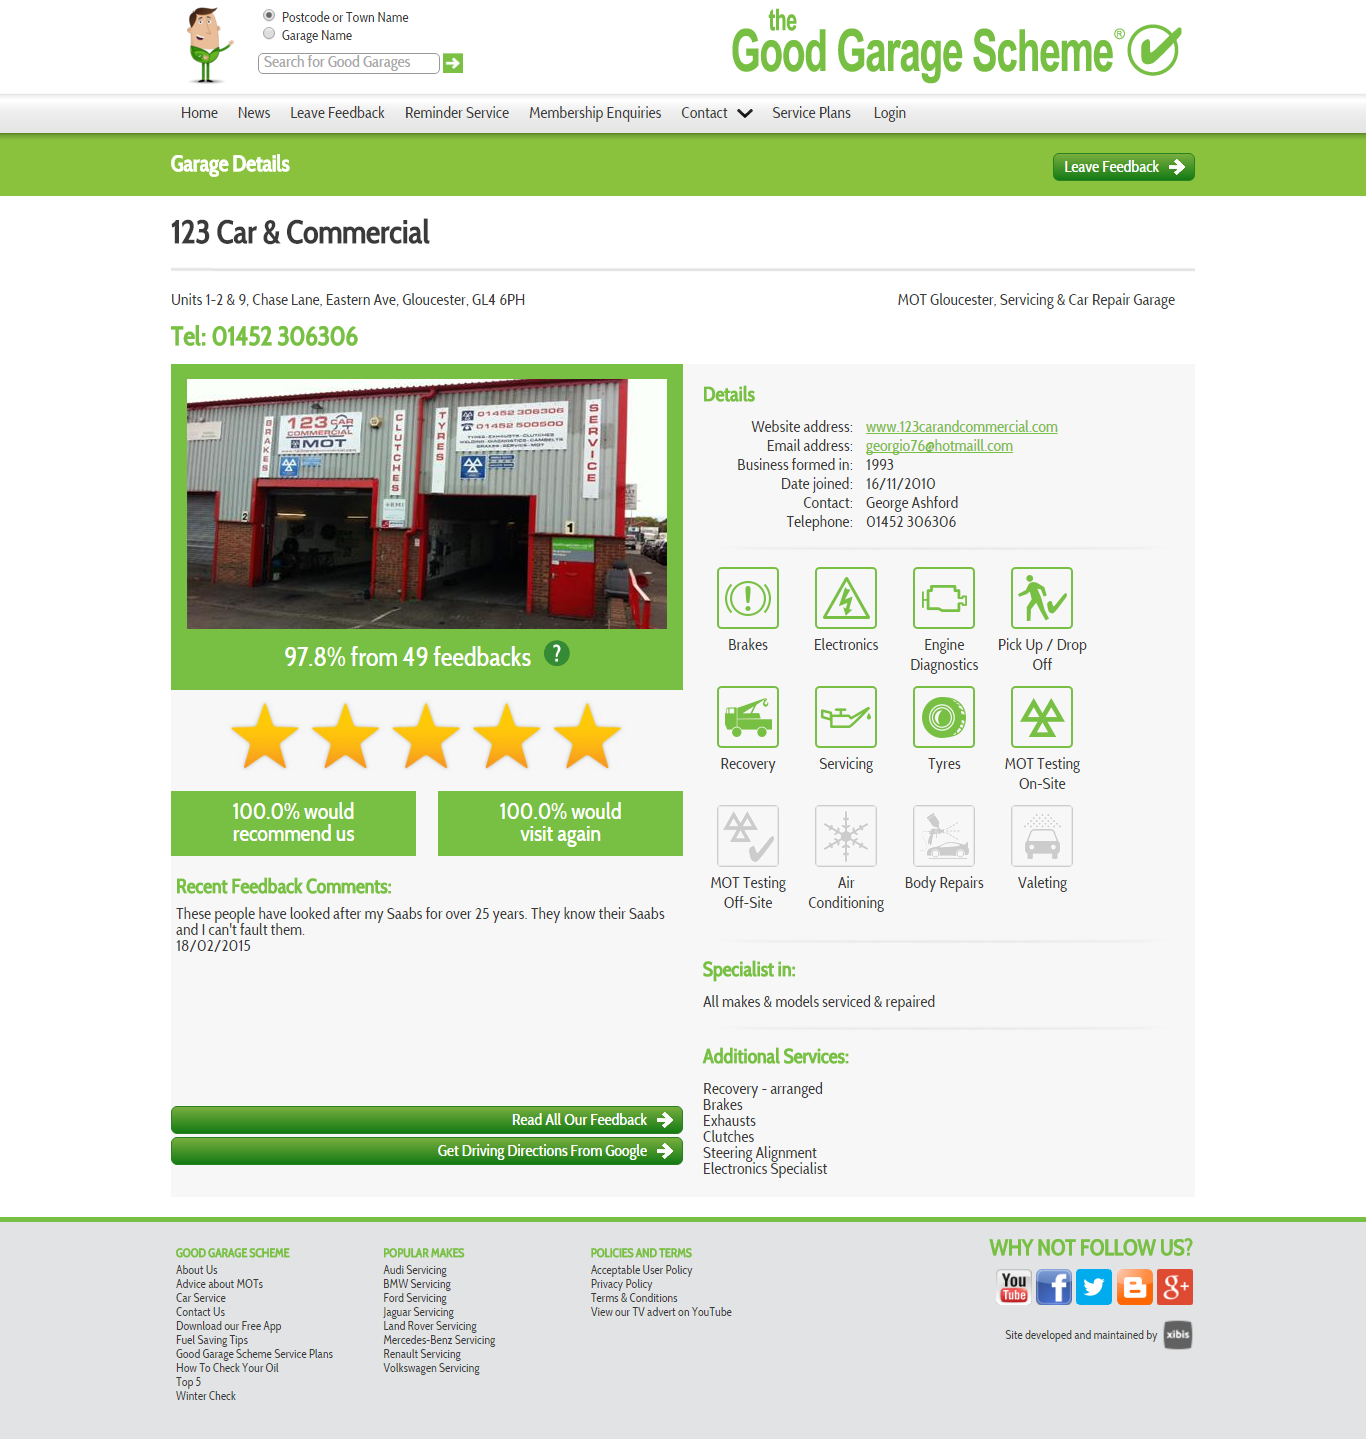 Postcode or Town Name
Garage Name
Search for Good Garages
the
Good Garage Scheme®
Home News Leave Feedback Reminder Service Membership Enquiries Contact Service Plans Login
Garage Details
Leave Feedback
123 Car & Commercial
Units 1-2 & 9, Chase Lane, Eastern Ave, Gloucester, GL4 6PH
MOT Gloucester, Servicing & Car Repair Garage
Tel: 01452 306306
BRAKES
123 CAR
COMMERCIAL
MOT
CLUTCHES
TYRES
01452 306306
01452 500500
TYRES-EXHAUSTS-CLUTCHES
WELDING-DIAGNOSTICS-CAMBELTS
BRAKES-SERVICE-MOT
SERVICE
RMI
2
1
97.8% from 49 feedbacks ?
100.0% would
recommend us
100.0% would
visit again
Recent Feedback Comments:
These people have looked after my Saabs for over 25 years. They know their Saabs
and I can't fault them.
18/02/2015
Read All Our Feedback
Get Driving Directions From Google
Details
Website address: www.123carandcommercial.com
Email address: georgio76@hotmaill.com
Business formed in: 1993
Date joined: 16/11/2010
Contact: George Ashford
Telephone: 01452 306306
Brakes
Electronics
Engine
Diagnostics
Pick Up / Drop
Off
Recovery
Servicing
Tyres
MOT Testing
On-Site
MOT Testing
Off-Site
Air
Conditioning
Body Repairs
Valeting
Specialist in:
All makes & models serviced & repaired
Additional Services:
Recovery - arranged
Brakes
Exhausts
Clutches
Steering Alignment
Electronics Specialist
GOOD GARAGE SCHEME
About Us
Advice about MOTs
Car Service
Contact Us
Download our Free App
Fuel Saving Tips
Good Garage Scheme Service Plans
How To Check Your Oil
Top 5
Winter Check
POPULAR MAKES
Audi Servicing
BMW Servicing
Ford Servicing
Jaguar Servicing
Land Rover Servicing
Mercedes-Benz Servicing
Renault Servicing
Volkswagen Servicing
POLICIES AND TERMS
Acceptable User Policy
Privacy Policy
Terms & Conditions
View our TV advert on YouTube
WHY NOT FOLLOW US?
You
Tube
f
g+
Site developed and maintained by xibis